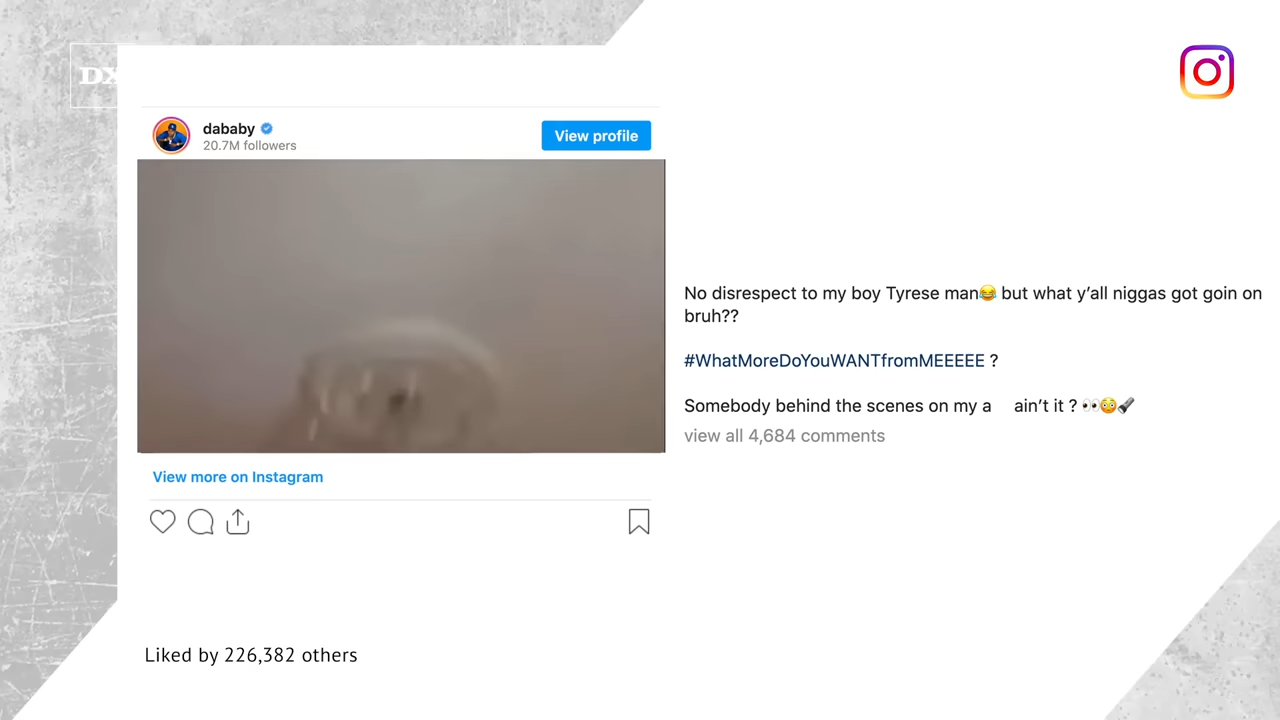 DX
dababy
20.7M followers
View profile
No disrespect to my boy Tyrese man😂 but what y’all niggas got goin on
bruh??
#WhatMoreDoYouWANTfromMEEEEE ?
Somebody behind the scenes on my a ain’t it ? 👀😳🔦
view all 4,684 comments
View more on Instagram
Liked by 226,382 others